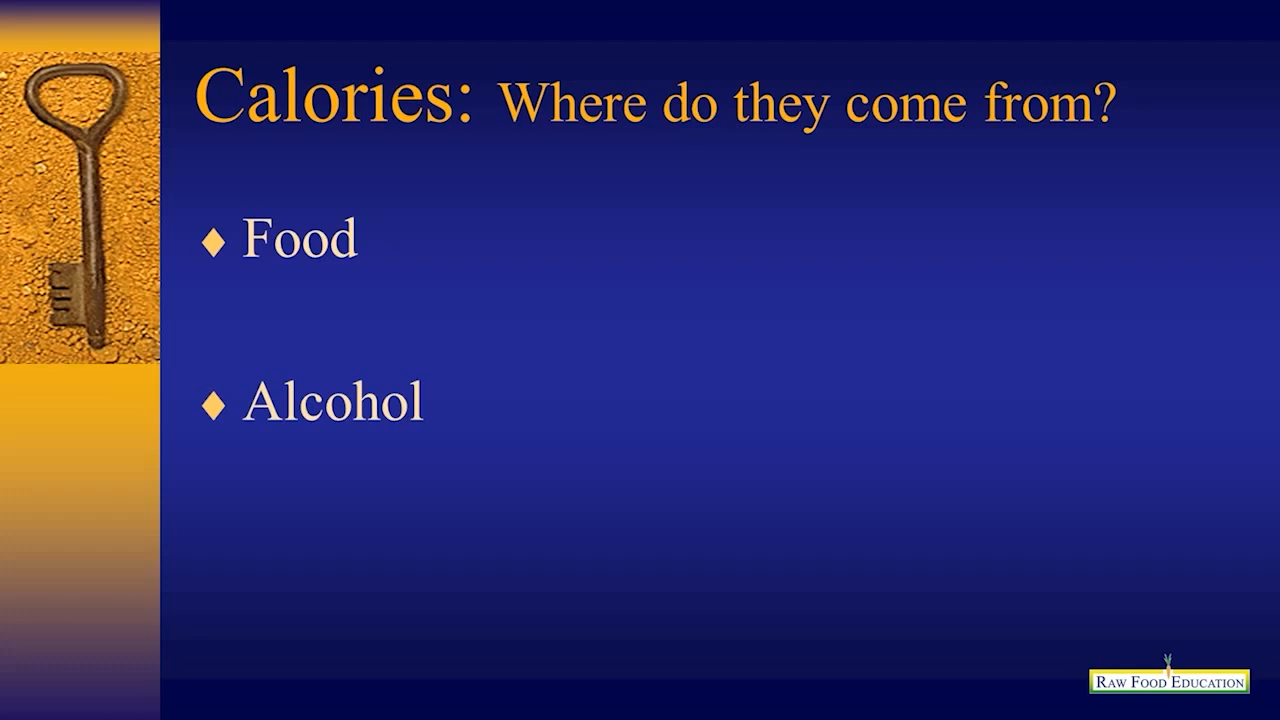 Calories: Where do they come from?
♦ Food
♦ Alcohol
RAW FOOD EDUCATION